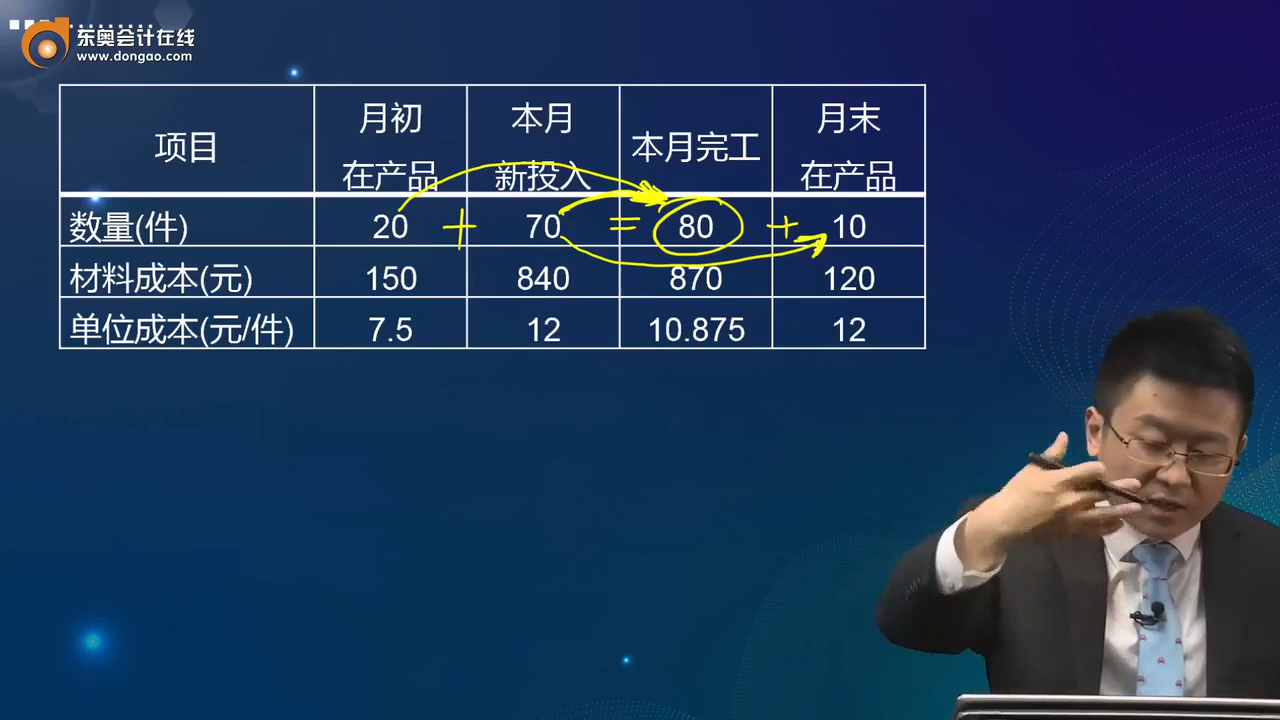 东奥会计在线
www.dongao.com
项目 月初在产品 本月新投入 本月完工 月末在产品
数量(件) 20 + 70 = 80 + 10
材料成本(元) 150 840 870 120
单位成本(元/件) 7.5 12 10.875 12